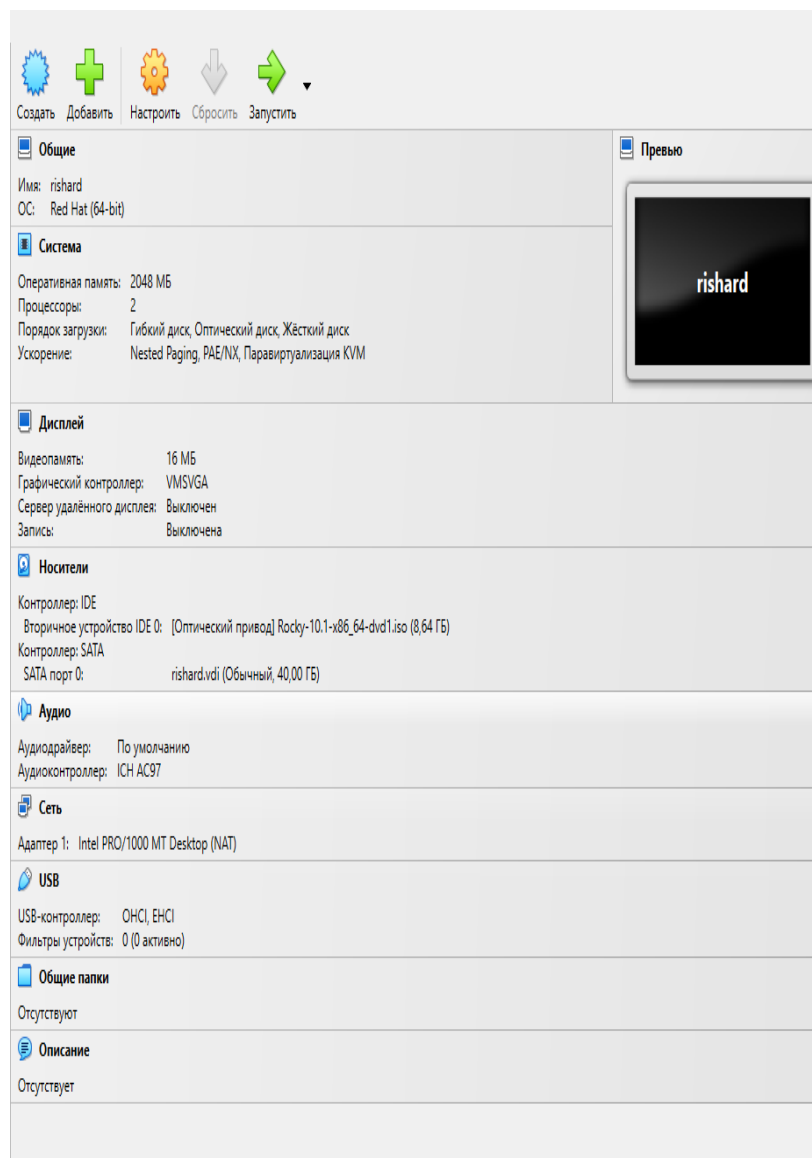 Создать Добавить Настроить Сбросить Запустить
Общие
Имя: rishard
ОС: Red Hat (64-bit)
Превью
rishard
Система
Оперативная память: 2048 МБ
Процессоры: 2
Порядок загрузки: Гибкий диск, Оптический диск, Жёсткий диск
Ускорение: Nested Paging, PAE/NX, Паравиртуализация KVM
Дисплей
Видеопамять: 16 МБ
Графический контроллер: VMSVGA
Сервер удалённого дисплея: Выключен
Запись: Выключена
Носители
Контроллер: IDE
Вторичное устройство IDE 0: [Оптический привод] Rocky-10.1-x86_64-dvd1.iso (8,64 ГБ)
Контроллер: SATA
SATA порт 0: rishard.vdi (Обычный, 40,00 ГБ)
Аудио
Аудиодрайвер: По умолчанию
Аудиоконтроллер: ICH AC97
Сеть
Адаптер 1: Intel PRO/1000 MT Desktop (NAT)
USB
USB-контроллер: OHCI, EHCI
Фильтры устройств: 0 (0 активно)
Общие папки
Отсутствуют
Описание
Отсутствует